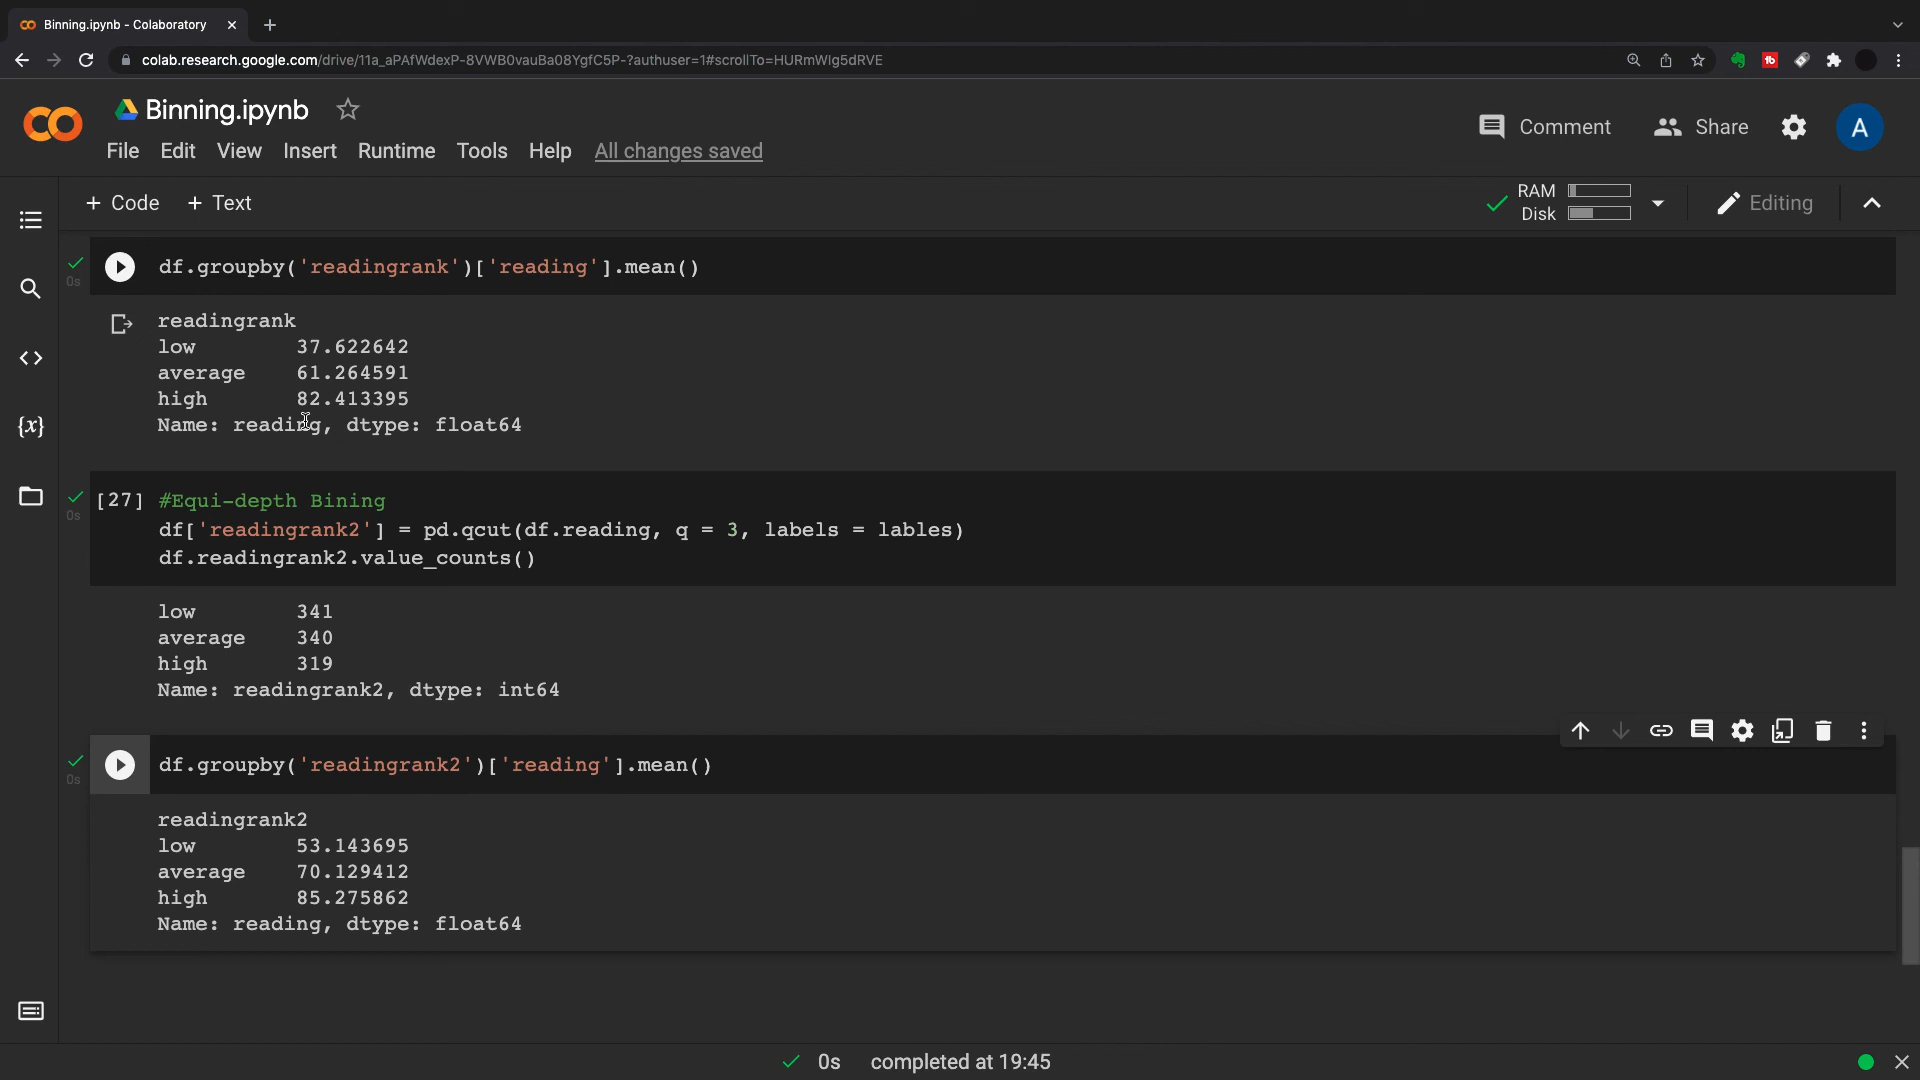 Binning.ipynb - Colaboratory
colab.research.google.com/drive/11a_aPAfWdexP-8VWB0vauBa08YgfC5P-?authuser=1#scrollTo=HURmWlg5dRVE
Binning.ipynb
Comment
Share
A
File Edit View Insert Runtime Tools Help All changes saved
+ Code + Text
RAM
Disk
Editing
df.groupby('readingrank')['reading'].mean()
0s
readingrank
low 37.622642
average 61.264591
high 82.413395
Name: reading, dtype: float64
[27] #Equi-depth Bining
0s
df['readingrank2'] = pd.qcut(df.reading, q = 3, labels = lables)
df.readingrank2.value_counts()
low 341
average 340
high 319
Name: readingrank2, dtype: int64
df.groupby('readingrank2')['reading'].mean()
0s
readingrank2
low 53.143695
average 70.129412
high 85.275862
Name: reading, dtype: float64
0s completed at 19:45